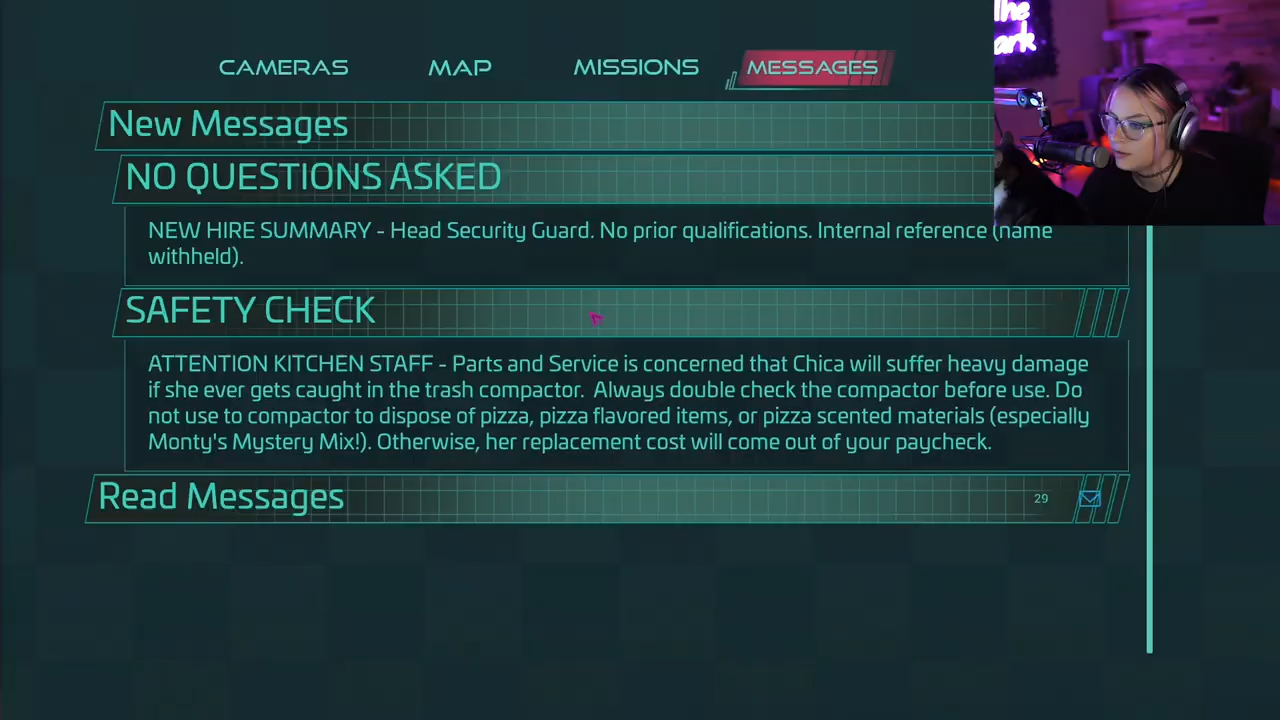 The
ark
CAMERAS MAP MISSIONS MESSAGES
New Messages
NO QUESTIONS ASKED
NEW HIRE SUMMARY - Head Security Guard. No prior qualifications. Internal reference (name
withheld).
SAFETY CHECK
ATTENTION KITCHEN STAFF - Parts and Service is concerned that Chica will suffer heavy damage
if she ever gets caught in the trash compactor. Always double check the compactor before use. Do
not use to compactor to dispose of pizza, pizza flavored items, or pizza scented materials (especially
Monty's Mystery Mix!). Otherwise, her replacement cost will come out of your paycheck.
Read Messages 29